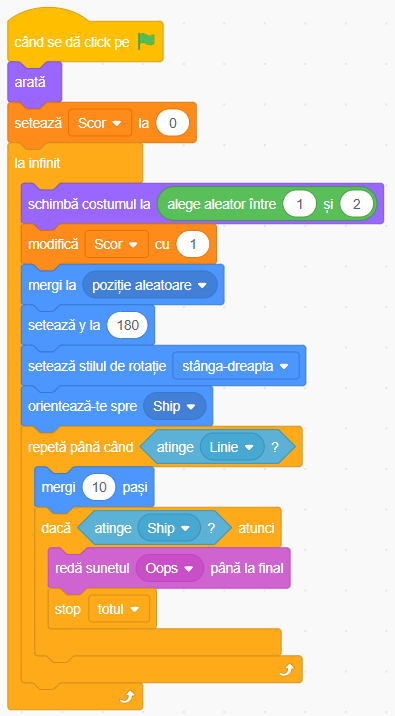 când se dă click pe
arată
setează Scor la 0
la infinit
schimbă costumul la alege aleator între 1 și 2
modifică Scor cu 1
mergi la poziție aleatoare
setează y la 180
setează stilul de rotație stânga-dreapta
orientează-te spre Ship
repetă până când atinge Linie ?
mergi 10 pași
dacă atinge Ship ? atunci
redă sunetul Oops până la final
stop totul